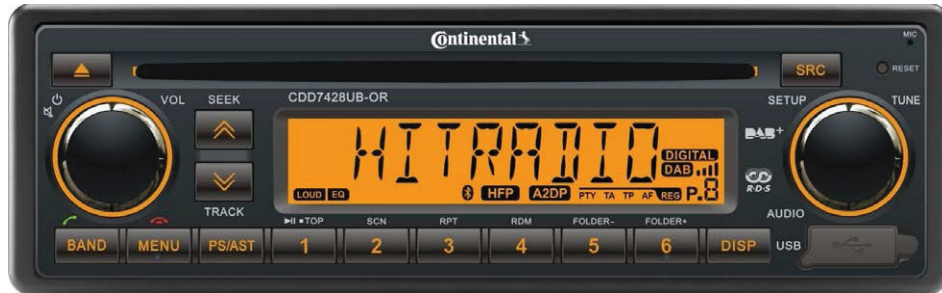 Continental
MIC
SRC
RESET
VOL SEEK CDD7428UB-OR SETUP TUNE
HITRADIO
DIGITAL
DAB
DAB+
LOUD EQ HFP A2DP PTY TA TP AF REG P.8
R·D·S
TRACK AUDIO
TOP SCN RPT RDM FOLDER- FOLDER+
BAND MENU PS/AST 1 2 3 4 5 6 DISP USB